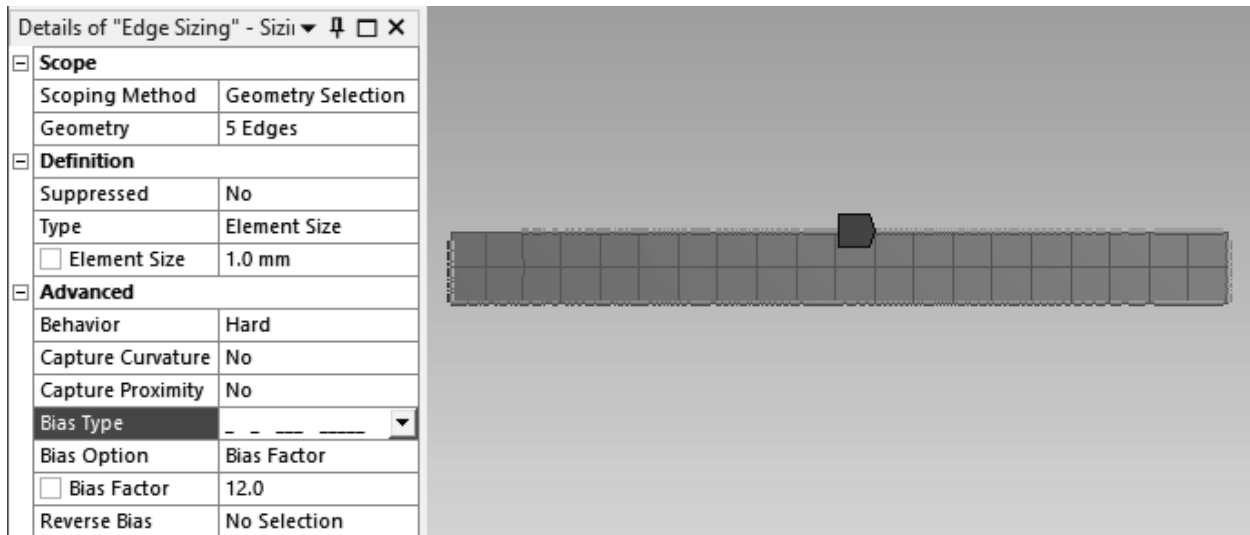 Details of "Edge Sizing" - Sizi
Scope
Scoping Method Geometry Selection
Geometry 5 Edges
Definition
Suppressed No
Type Element Size
Element Size 1.0 mm
Advanced
Behavior Hard
Capture Curvature No
Capture Proximity No
Bias Type _ _ ___ _____
Bias Option Bias Factor
Bias Factor 12.0
Reverse Bias No Selection